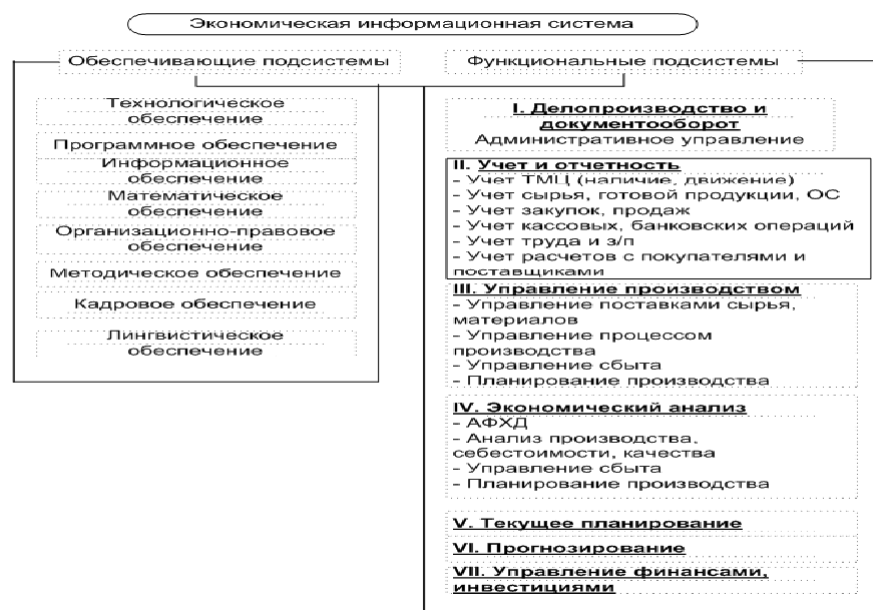 Экономическая информационная система
Обеспечивающие подсистемы
Технологическое
обеспечение
Программное обеспечение
Информационное
обеспечение
Математическое
обеспечение
Организационно-правовое
обеспечение
Методическое обеспечение
Кадровое обеспечение
Лингвистическое
обеспечение
Функциональные подсистемы
I. Делопроизводство и
документооборот
Административное управление
II. Учет и отчетность
- Учет ТМЦ (наличие, движение)
- Учет сырья, готовой продукции, ОС
- Учет закупок, продаж
- Учет кассовых, банковских операций
- Учет труда и з/п
- Учет расчетов с покупателями и
поставщиками
III. Управление производством
- Управление поставками сырья,
материалов
- Управление процессом
производства
- Управление сбыта
- Планирование производства
IV. Экономический анализ
- АФХД
- Анализ производства,
себестоимости, качества
- Управление сбыта
- Планирование производства
V. Текущее планирование
VI. Прогнозирование
VII. Управление финансами,
инвестициями